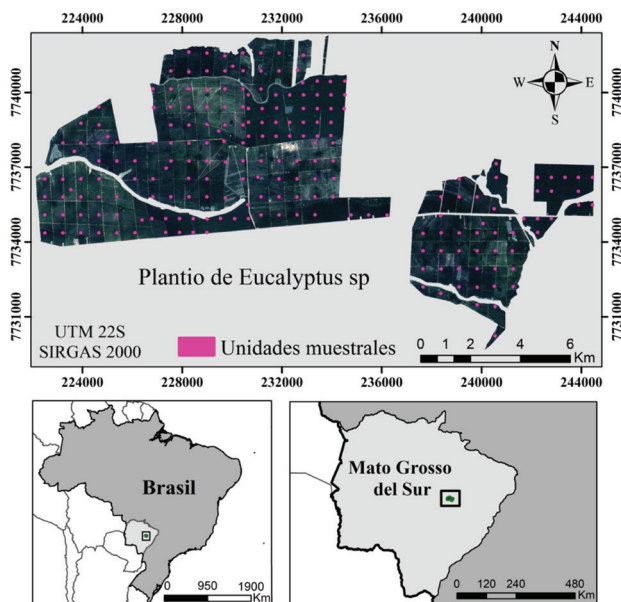 224000 228000 232000 236000 240000 244000
7740000 7740000
7737000 7737000
7734000 7734000
7731000 7731000
N
W E
S
Plantio de Eucalyptus sp
UTM 22S
SIRGAS 2000
Unidades muestrales
0 1 2 4 6
Km
224000 228000 232000 236000 240000 244000
Brasil
0 950 1900
Km
Mato Grosso
del Sur
0 120 240 480
Km